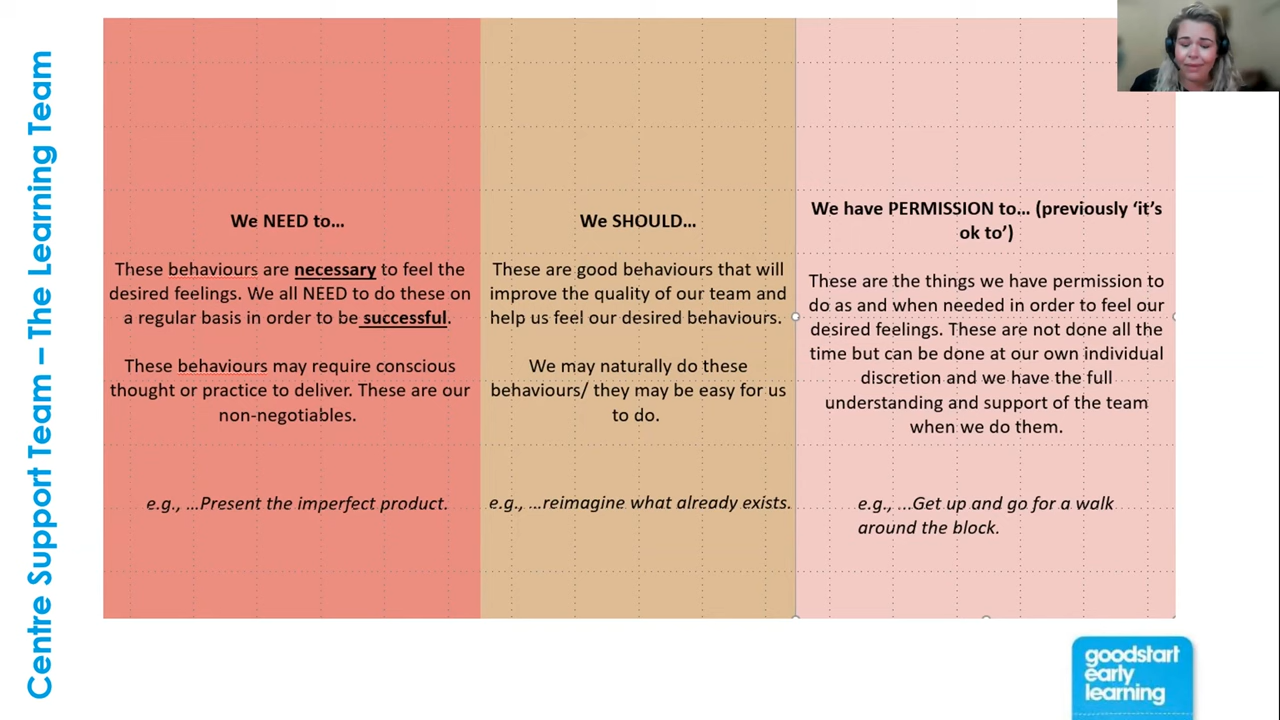 Centre Support Team – The Learning Team
We NEED to…
These behaviours are necessary to feel the
desired feelings. We all NEED to do these on
a regular basis in order to be successful.
These behaviours may require conscious
thought or practice to deliver. These are our
non-negotiables.
e.g., …Present the imperfect product.
We SHOULD…
These are good behaviours that will
improve the quality of our team and
help us feel our desired behaviours.
We may naturally do these
behaviours/ they may be easy for us
to do.
e.g., …reimagine what already exists.
We have PERMISSION to… (previously ‘it’s
ok to’)
These are the things we have permission to
do as and when needed in order to feel our
desired feelings. These are not done all the
time but can be done at our own individual
discretion and we have the full
understanding and support of the team
when we do them.
e.g., …Get up and go for a walk
around the block.
goodstart
early
learning